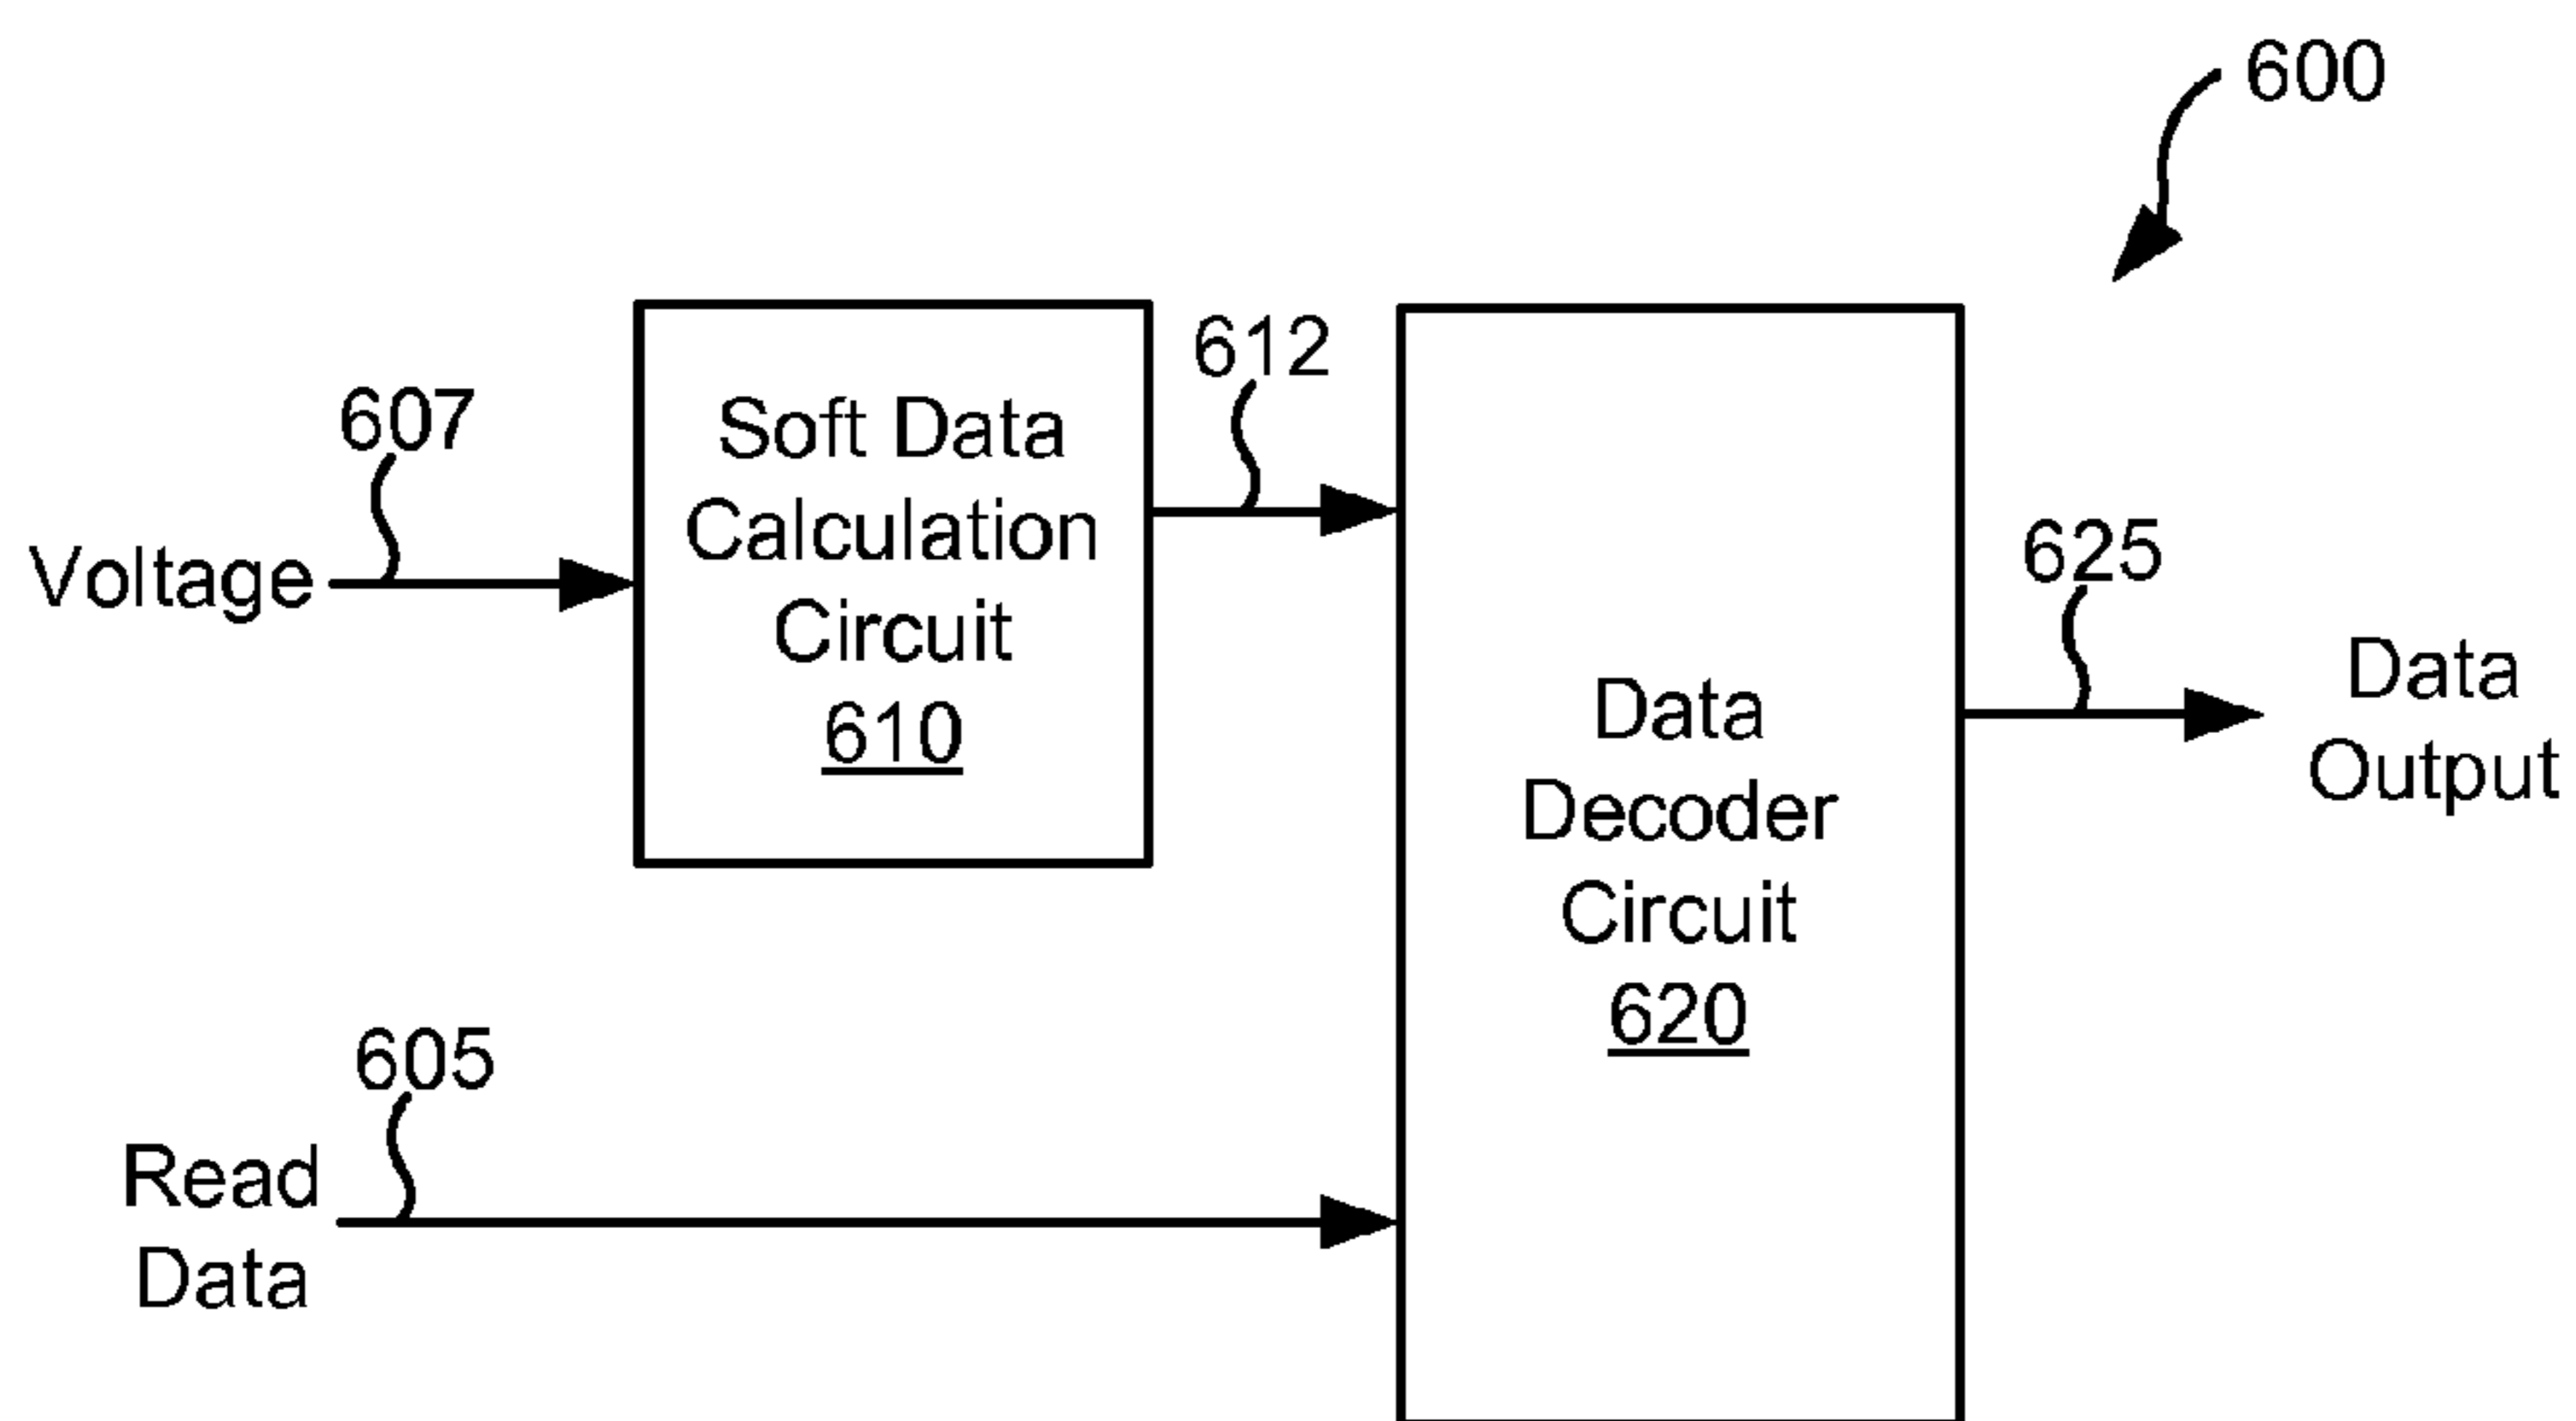 600
612
607
Soft Data
Calculation
Circuit
610
Voltage
625
Data
Output
Data
Decoder
Circuit
620
605
Read
Data